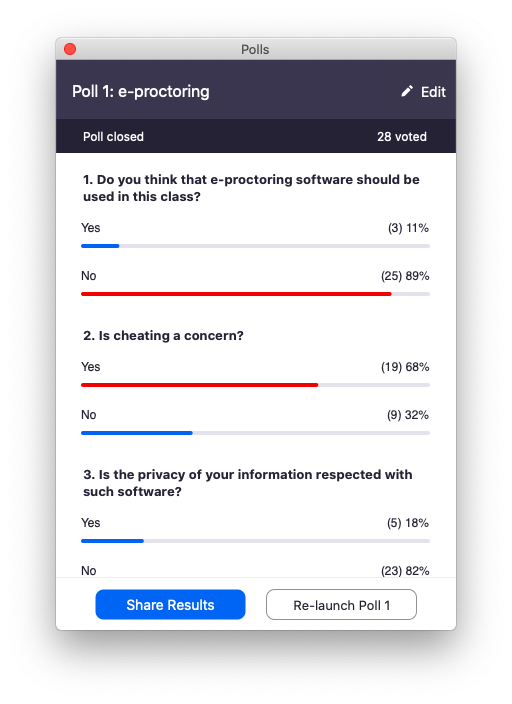 Polls
Poll 1: e-proctoring
Edit
Poll closed
28 voted
1. Do you think that e-proctoring software should be
used in this class?
Yes
(3) 11%
No
(25) 89%
2. Is cheating a concern?
Yes
(19) 68%
No
(9) 32%
3. Is the privacy of your information respected with
such software?
Yes
(5) 18%
No
(23) 82%
Share Results
Re-launch Poll 1